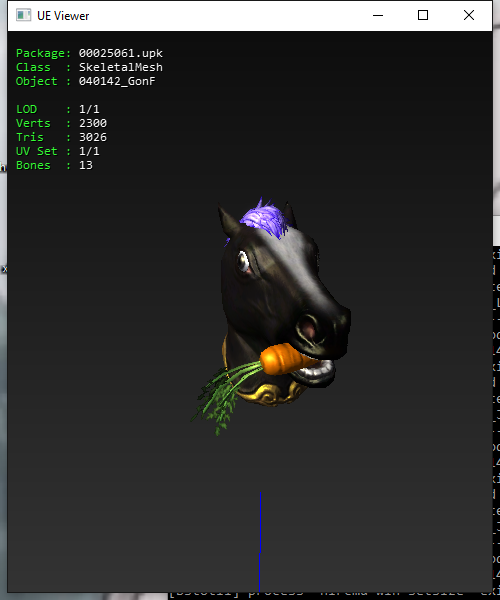 UE Viewer
Package: 00025061.upk
Class  : SkeletalMesh
Object : 040142_GonF
LOD    : 1/1
Verts  : 2300
Tris   : 3026
UV Set : 1/1
Bones  : 13